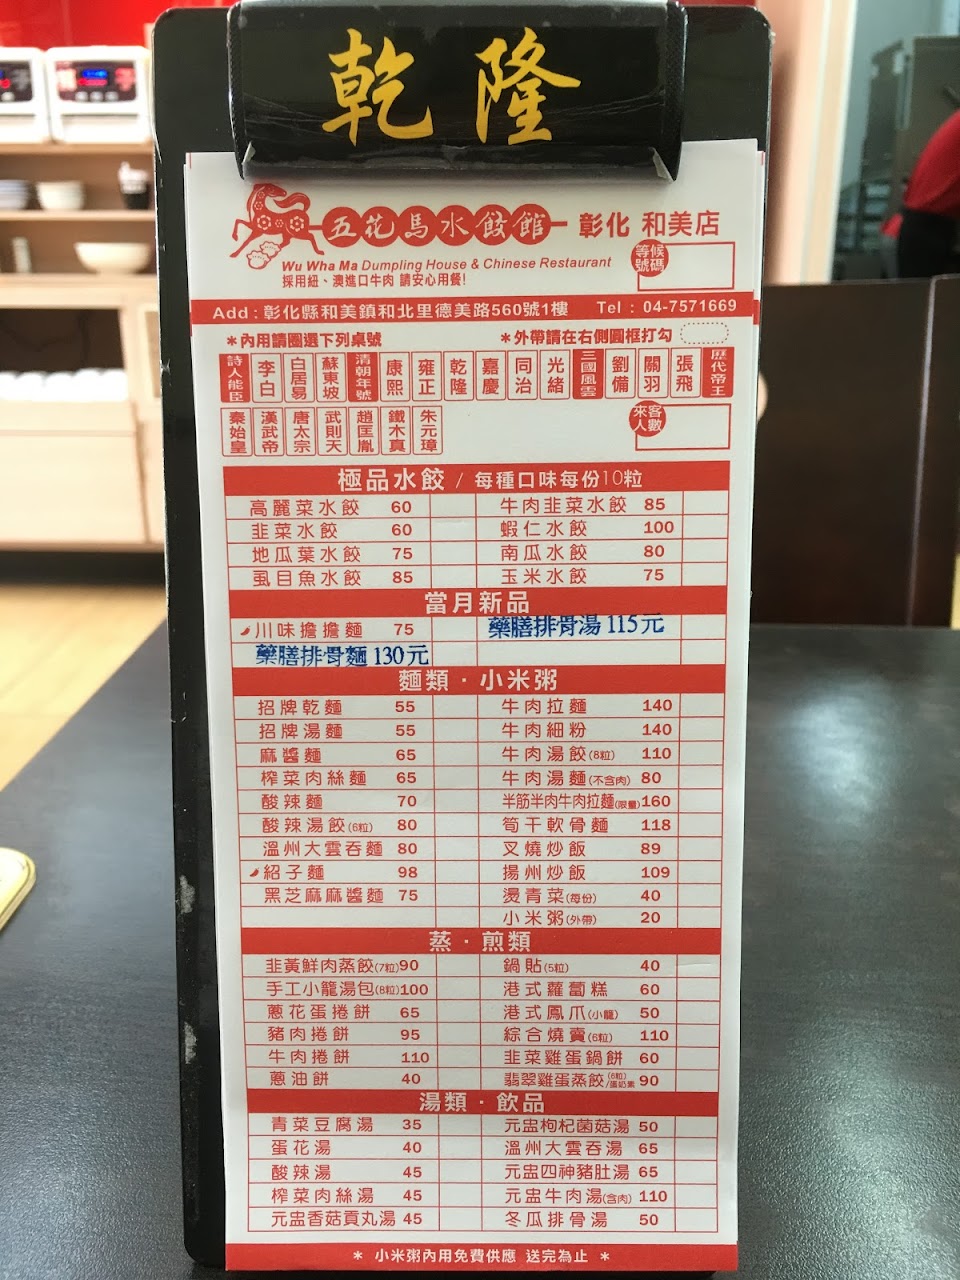 乾隆
五花馬水餃館 彰化 和美店
Wu Wha Ma Dumpling House & Chinese Restaurant
採用紐、澳進口牛肉 請安心用餐!
等候號碼
Add:彰化縣和美鎮和北里德美路560號1樓 Tel:04-7571669
*內用請圈選下列桌號 *外帶請在右側圓框打勾
詩人能臣 李白 白居易 蘇東坡 清朝年號 康熙 雍正 乾隆 嘉慶 同治 光緒 三國風雲 劉備 關羽 張飛 歷代帝王
秦始皇 漢武帝 唐太宗 武則天 趙匡胤 鐵木真 朱元璋 來客人數
極品水餃 / 每種口味每份10粒
高麗菜水餃 60 牛肉韭菜水餃 85
韭菜水餃 60 蝦仁水餃 100
地瓜葉水餃 75 南瓜水餃 80
虱目魚水餃 85 玉米水餃 75
當月新品
川味擔擔麵 75 藥膳排骨湯 115元
藥膳排骨麵 130元
麵類·小米粥
招牌乾麵 55 牛肉拉麵 140
招牌湯麵 55 牛肉細粉 140
麻醬麵 65 牛肉湯餃(8粒) 110
榨菜肉絲麵 65 牛肉湯麵(不含肉) 80
酸辣麵 70 半筋半肉牛肉拉麵(限量) 160
酸辣湯餃(6粒) 80 筍干軟骨麵 118
溫州大雲吞麵 80 叉燒炒飯 89
紹子麵 98 揚州炒飯 109
黑芝麻麻醬麵 75 燙青菜(每份) 40
小米粥(外帶) 20
蒸·煎類
韭黃鮮肉蒸餃(7粒) 90 鍋貼(5粒) 40
手工小籠湯包(8粒) 100 港式蘿蔔糕 60
蔥花蛋捲餅 65 港式鳳爪(小籠) 50
豬肉捲餅 95 綜合燒賣(6粒) 110
牛肉捲餅 110 韭菜雞蛋鍋餅 60
蔥油餅 40 翡翠雞蛋蒸餃(6粒)/蛋奶素 90
湯類·飲品
青菜豆腐湯 35 元盅枸杞菌菇湯 50
蛋花湯 40 溫州大雲吞湯 65
酸辣湯 45 元盅四神豬肚湯 65
榨菜肉絲湯 45 元盅牛肉湯(含肉) 110
元盅香菇貢丸湯 45 冬瓜排骨湯 50
* 小米粥內用免費供應 送完為止 *